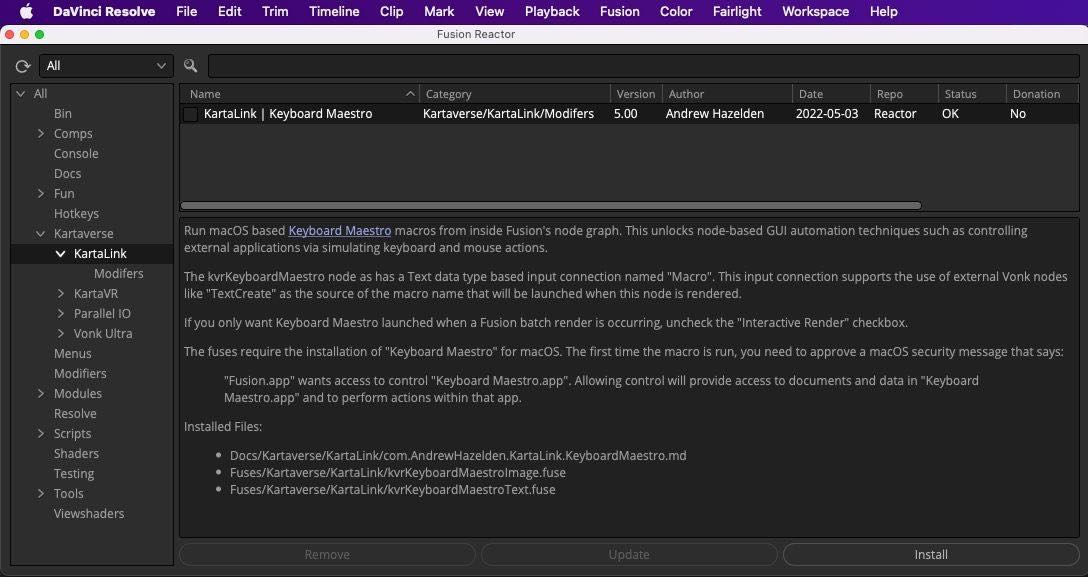 DaVinci Resolve File Edit Trim Timeline Clip Mark View Playback Fusion Color Fairlight Workspace Help
Fusion Reactor
All
Name Category Version Author Date Repo Status Donation
KartaLink | Keyboard Maestro Kartaverse/KartaLink/Modifers 5.00 Andrew Hazelden 2022-05-03 Reactor OK No
All
Bin
Comps
Console
Docs
Fun
Hotkeys
Kartaverse
KartaLink
Modifers
KartaVR
Parallel IO
Vonk Ultra
Menus
Modifiers
Modules
Resolve
Scripts
Shaders
Testing
Tools
Viewshaders
Run macOS based Keyboard Maestro macros from inside Fusion's node graph. This unlocks node-based GUI automation techniques such as controlling
external applications via simulating keyboard and mouse actions.
The kvrKeyboardMaestro node as has a Text data type based input connection named "Macro". This input connection supports the use of external Vonk nodes
like "TextCreate" as the source of the macro name that will be launched when this node is rendered.
If you only want Keyboard Maestro launched when a Fusion batch render is occurring, uncheck the "Interactive Render" checkbox.
The fuses require the installation of "Keyboard Maestro" for macOS. The first time the macro is run, you need to approve a macOS security message that says:
"Fusion.app" wants access to control "Keyboard Maestro.app". Allowing control will provide access to documents and data in "Keyboard
Maestro.app" and to perform actions within that app.
Installed Files:
Docs/Kartaverse/KartaLink/com.AndrewHazelden.KartaLink.KeyboardMaestro.md
Fuses/Kartaverse/KartaLink/kvrKeyboardMaestroImage.fuse
Fuses/Kartaverse/KartaLink/kvrKeyboardMaestroText.fuse
Remove Update Install